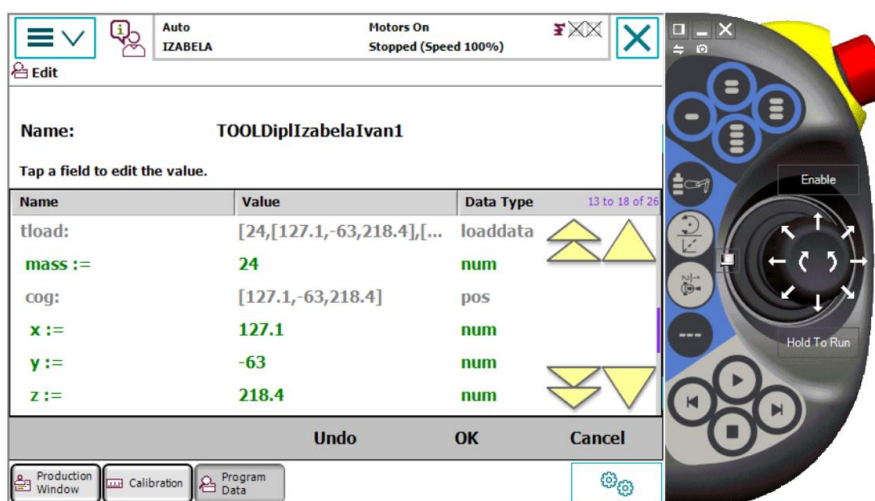 Auto
IZABELA
Motors On
Stopped (Speed 100%)
Edit
Name: TOOLDiplIzabelaIvan1
Tap a field to edit the value.
Name Value Data Type 13 to 18 of 26
tload: [24,[127.1,-63,218.4],[... loaddata
mass := 24 num
cog: [127.1,-63,218.4] pos
x := 127.1 num
y := -63 num
z := 218.4 num
Undo OK Cancel
Production
Window
Calibration
Program
Data
Enable
Hold To Run